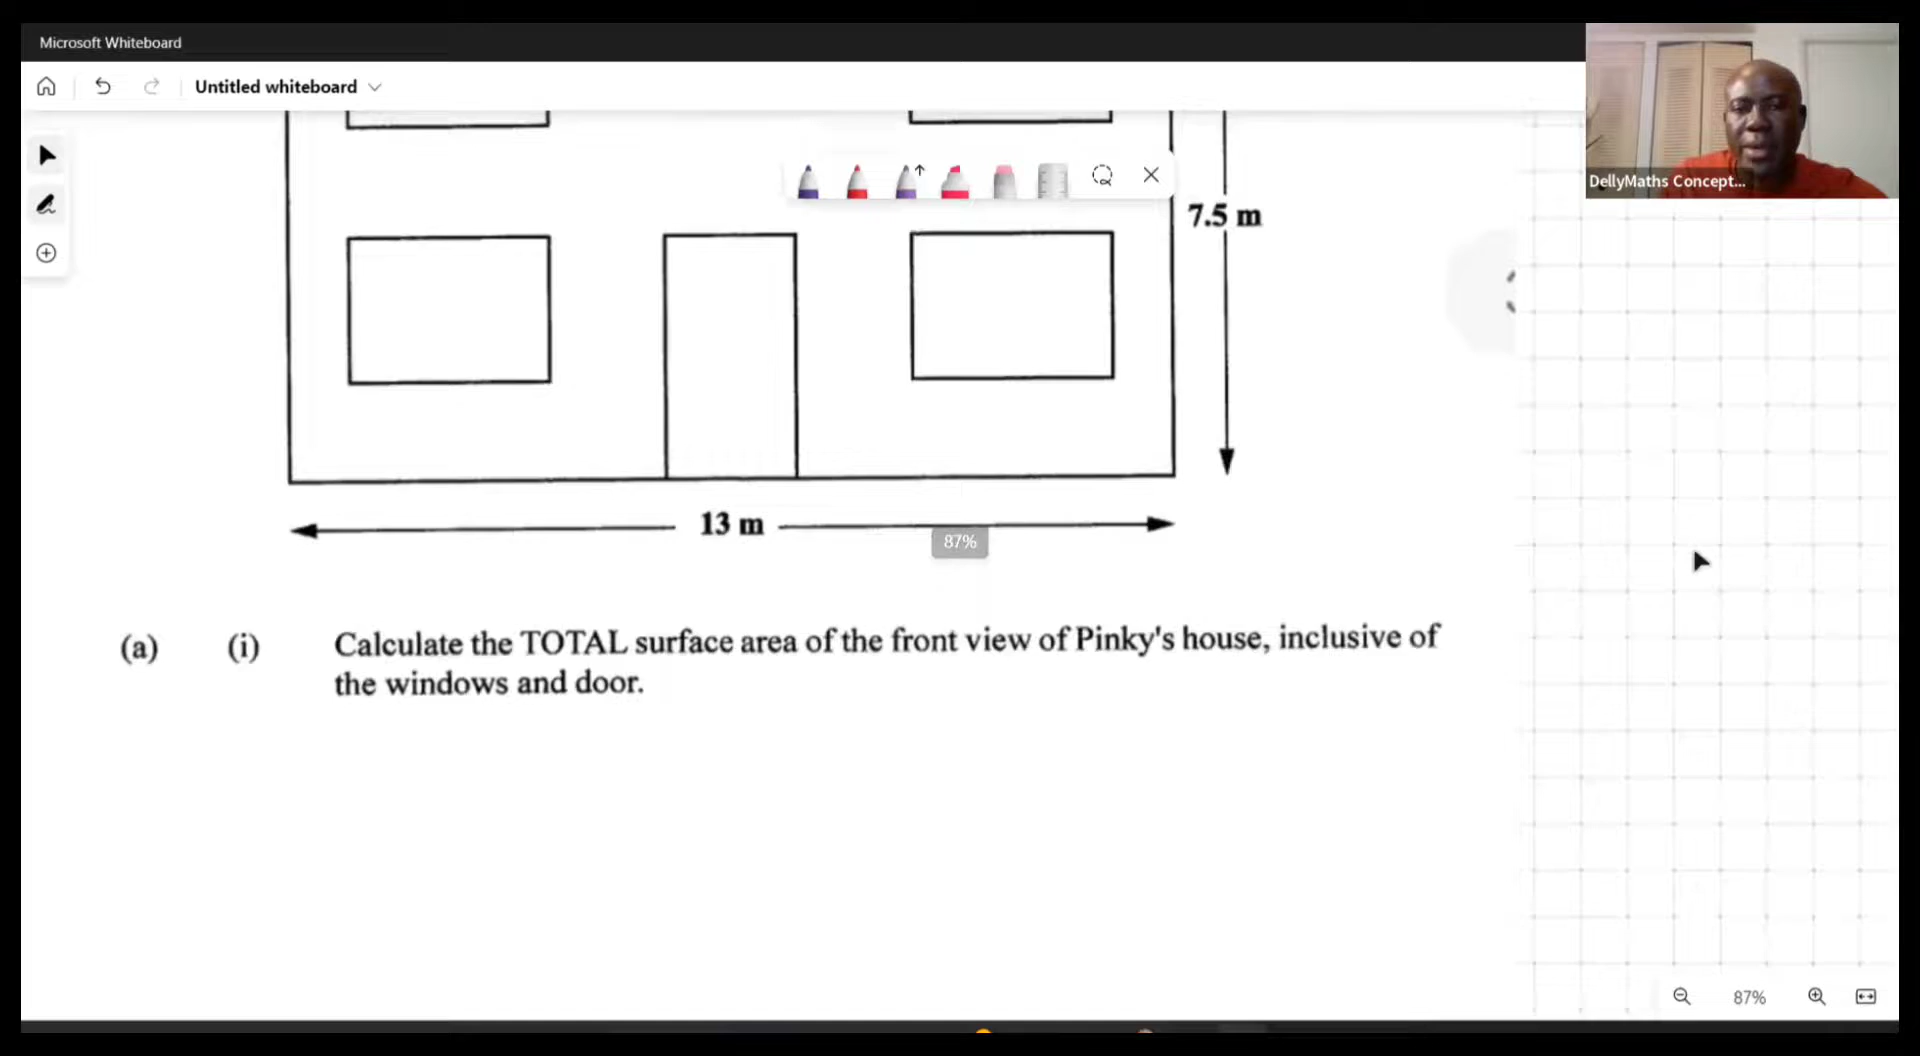 Microsoft Whiteboard
Untitled whiteboard
DellyMaths Concept...
7.5 m
13 m
87%
(a) (i) Calculate the TOTAL surface area of the front view of Pinky's house, inclusive of
the windows and door.
87%